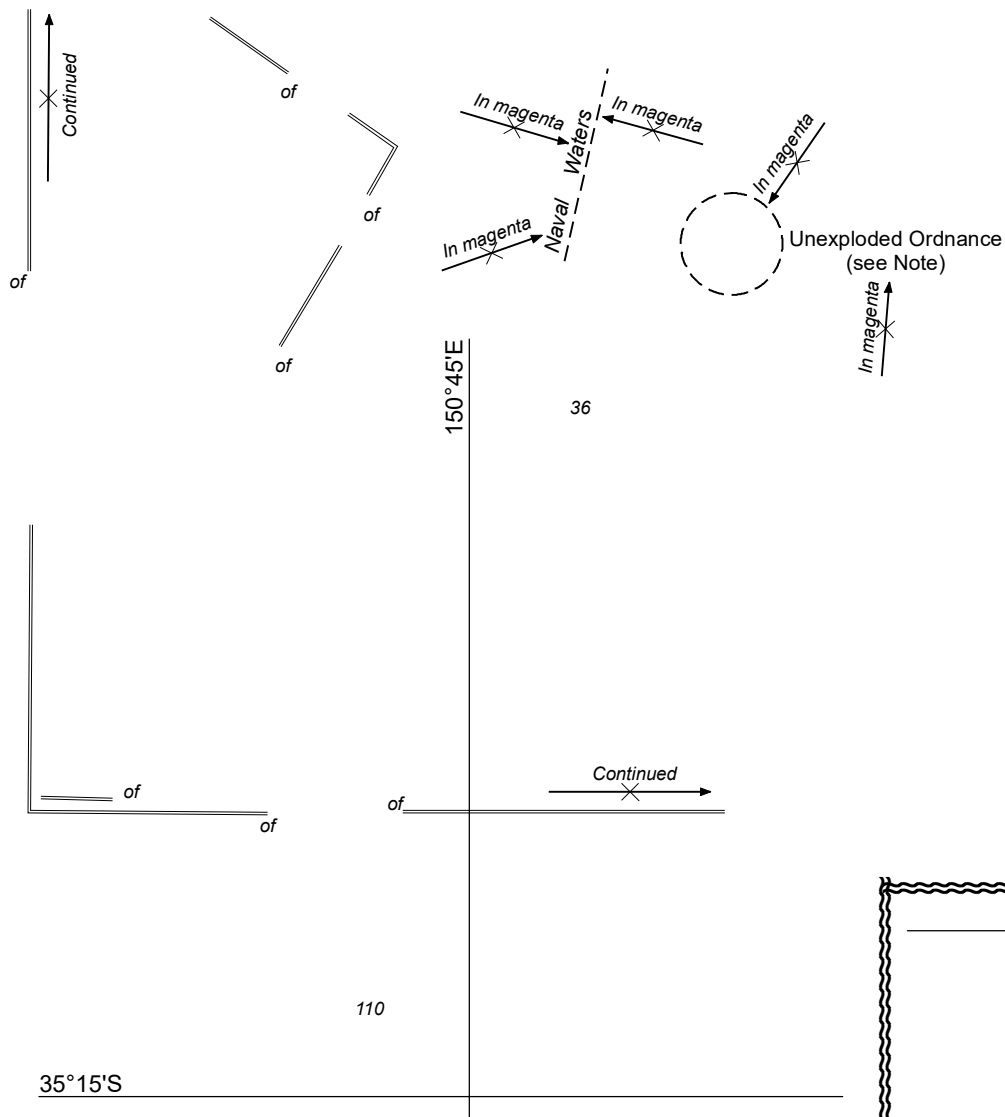 Continued
of
of
of
of
In magenta
In magenta
Naval Waters
In magenta
In magenta
Unexploded Ordnance
(see Note)
In magenta
150°45'E
36
of
of
of
Continued
110
35°15'S